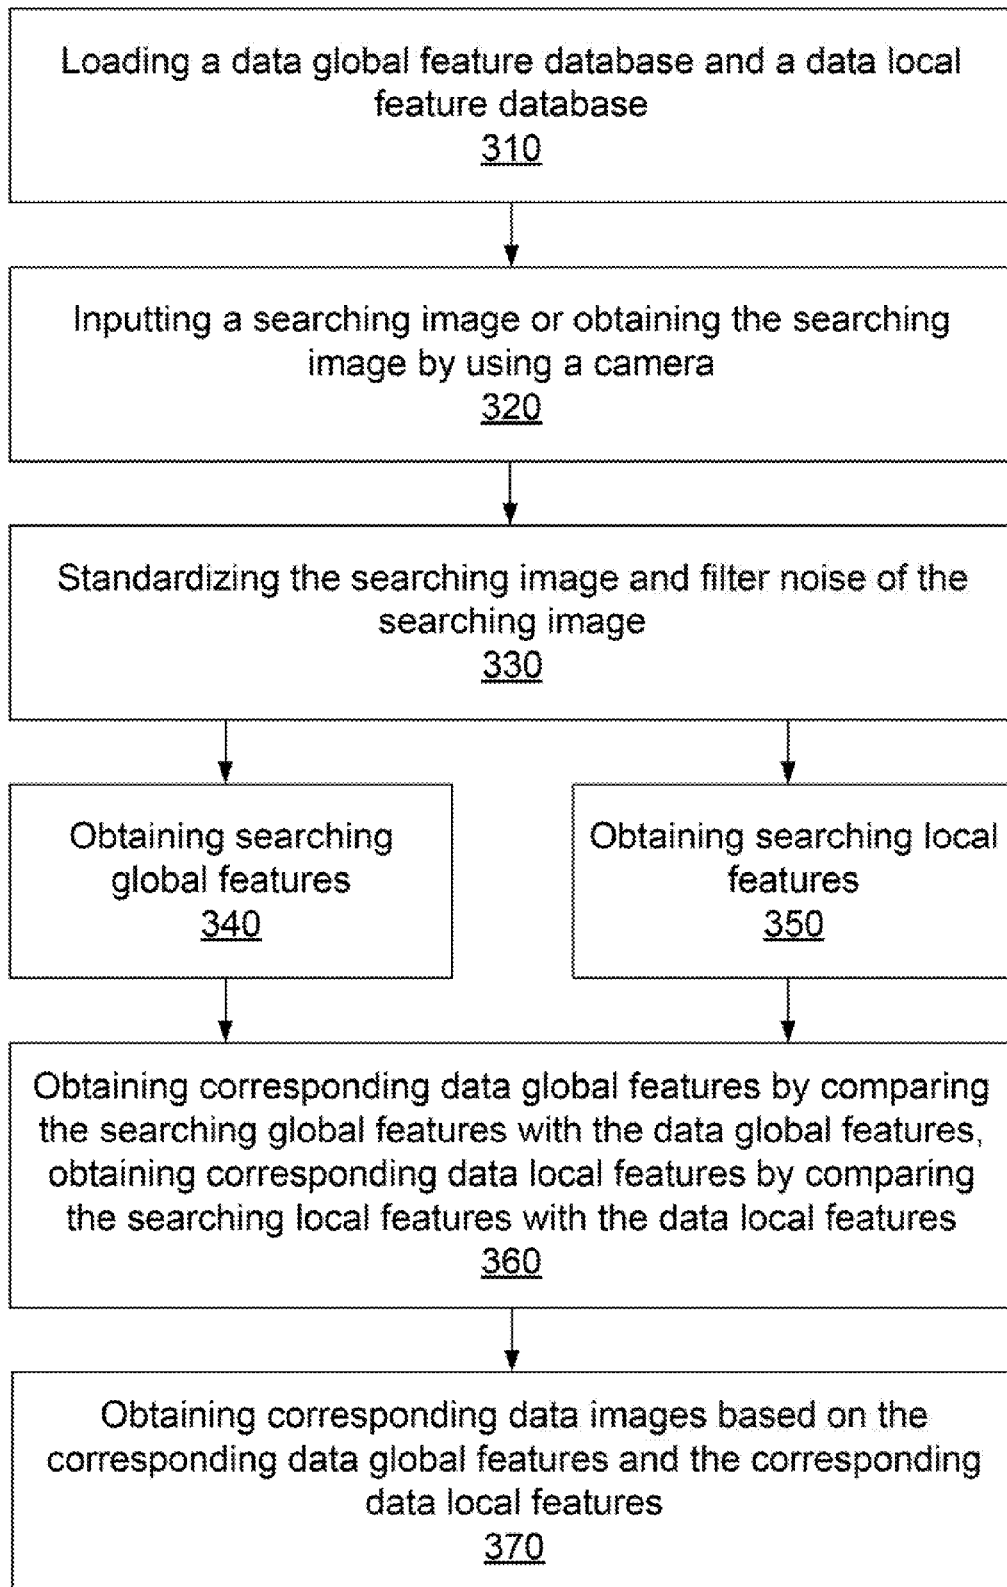 Loading a data global feature database and a data local
feature database
310
Inputting a searching image or obtaining the searching
image by using a camera
320
Standardizing the searching image and filter noise of the
searching image
330
Obtaining searching
global features
340
Obtaining searching local
features
350
Obtaining corresponding data global features by comparing
the searching global features with the data global features,
obtaining corresponding data local features by comparing
the searching local features with the data local features
360
Obtaining corresponding data images based on the
corresponding data global features and the corresponding
data local features
370